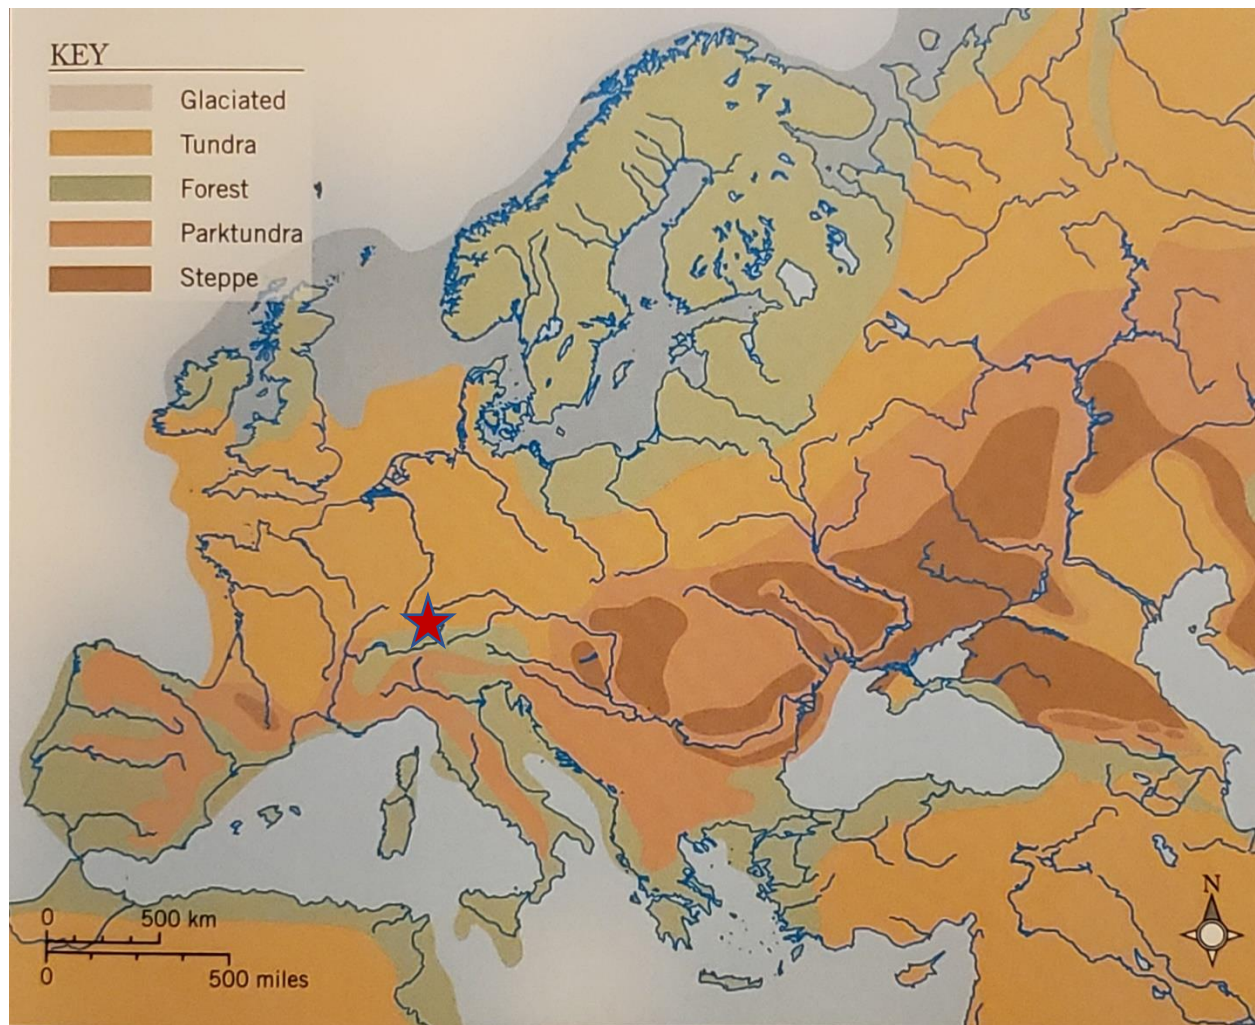 KEY
Glaciated
Tundra
Forest
Parktundra
Steppe
N
0 500 km
0 500 miles